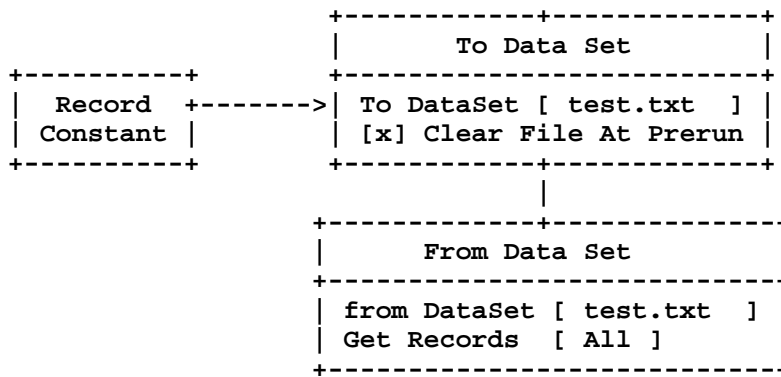 To Data Set
Record
Constant
To DataSet [ test.txt ]
[x] Clear File At Prerun
From Data Set
from DataSet [ test.txt ]
Get Records [ All ]